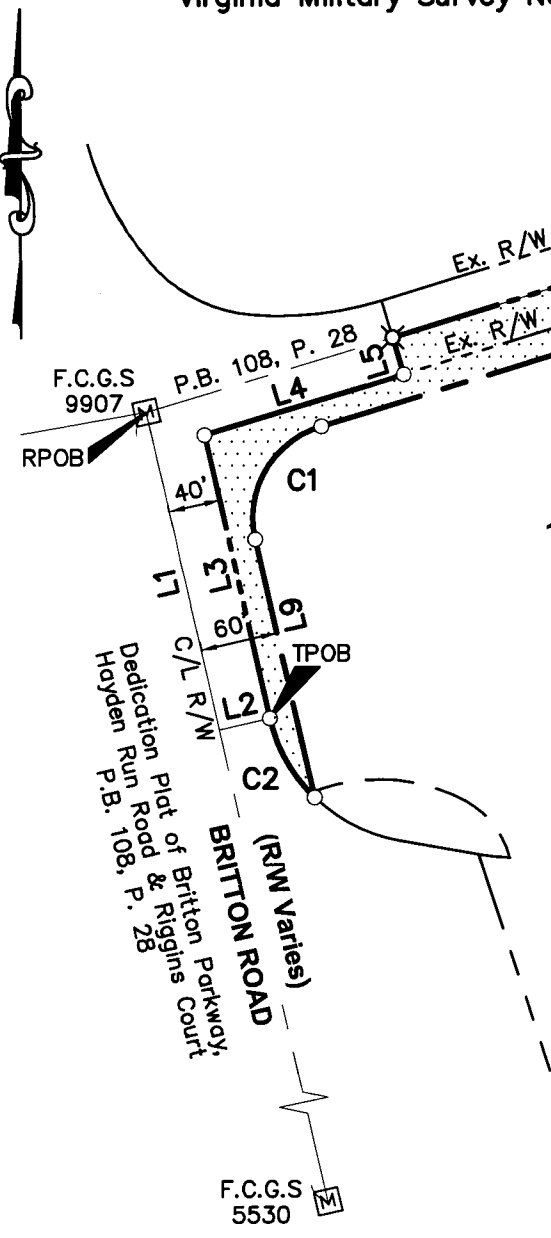 Virginia Military Survey No
Ex. R/W
P.B. 108, P. 28
L5
Ex. R/W
F.C.G.S
9907
M
L4
RPOB
C1
40'
L1
L3
L9
60'
C/L R/W
TPOB
L2
C2
Dedication Plat of Britton Parkway,
Hayden Run Road & Riggins Court
P.B. 108, P. 28
(R/W Varies)
BRITTON ROAD
F.C.G.S
5530
M